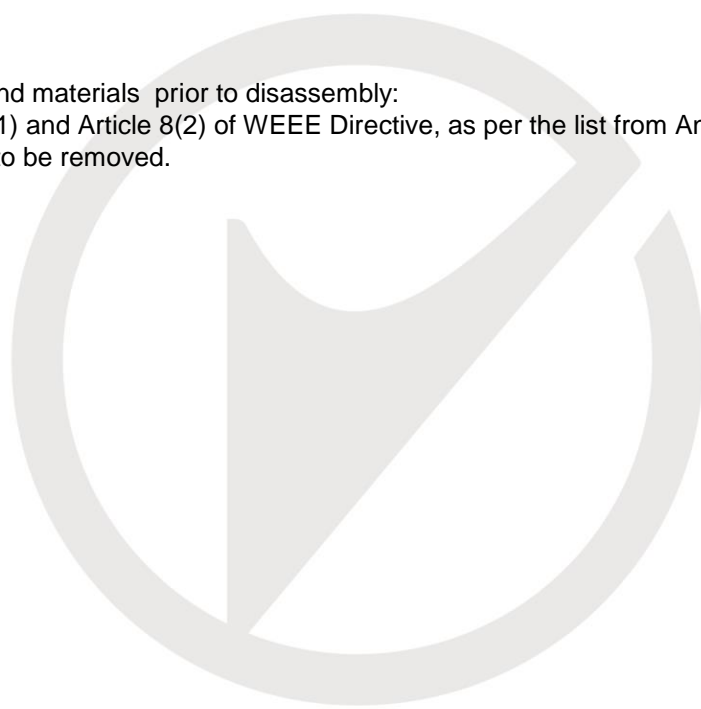 nd materials  prior to disassembly:
1) and Article 8(2) of WEEE Directive, as per the list from Ar
to be removed.